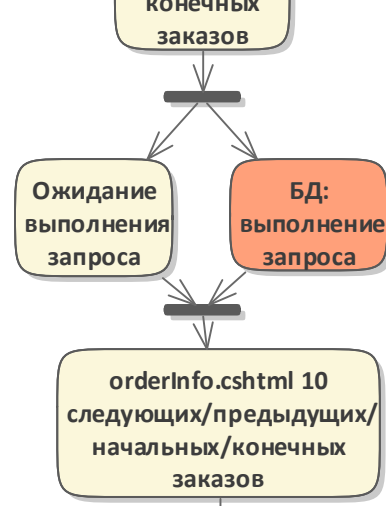 конечных
заказов
Ожидание
выполнения
запроса
БД:
выполнение
запроса
orderInfo.cshtml 10
следующих/предыдущих/
начальных/конечных
заказов